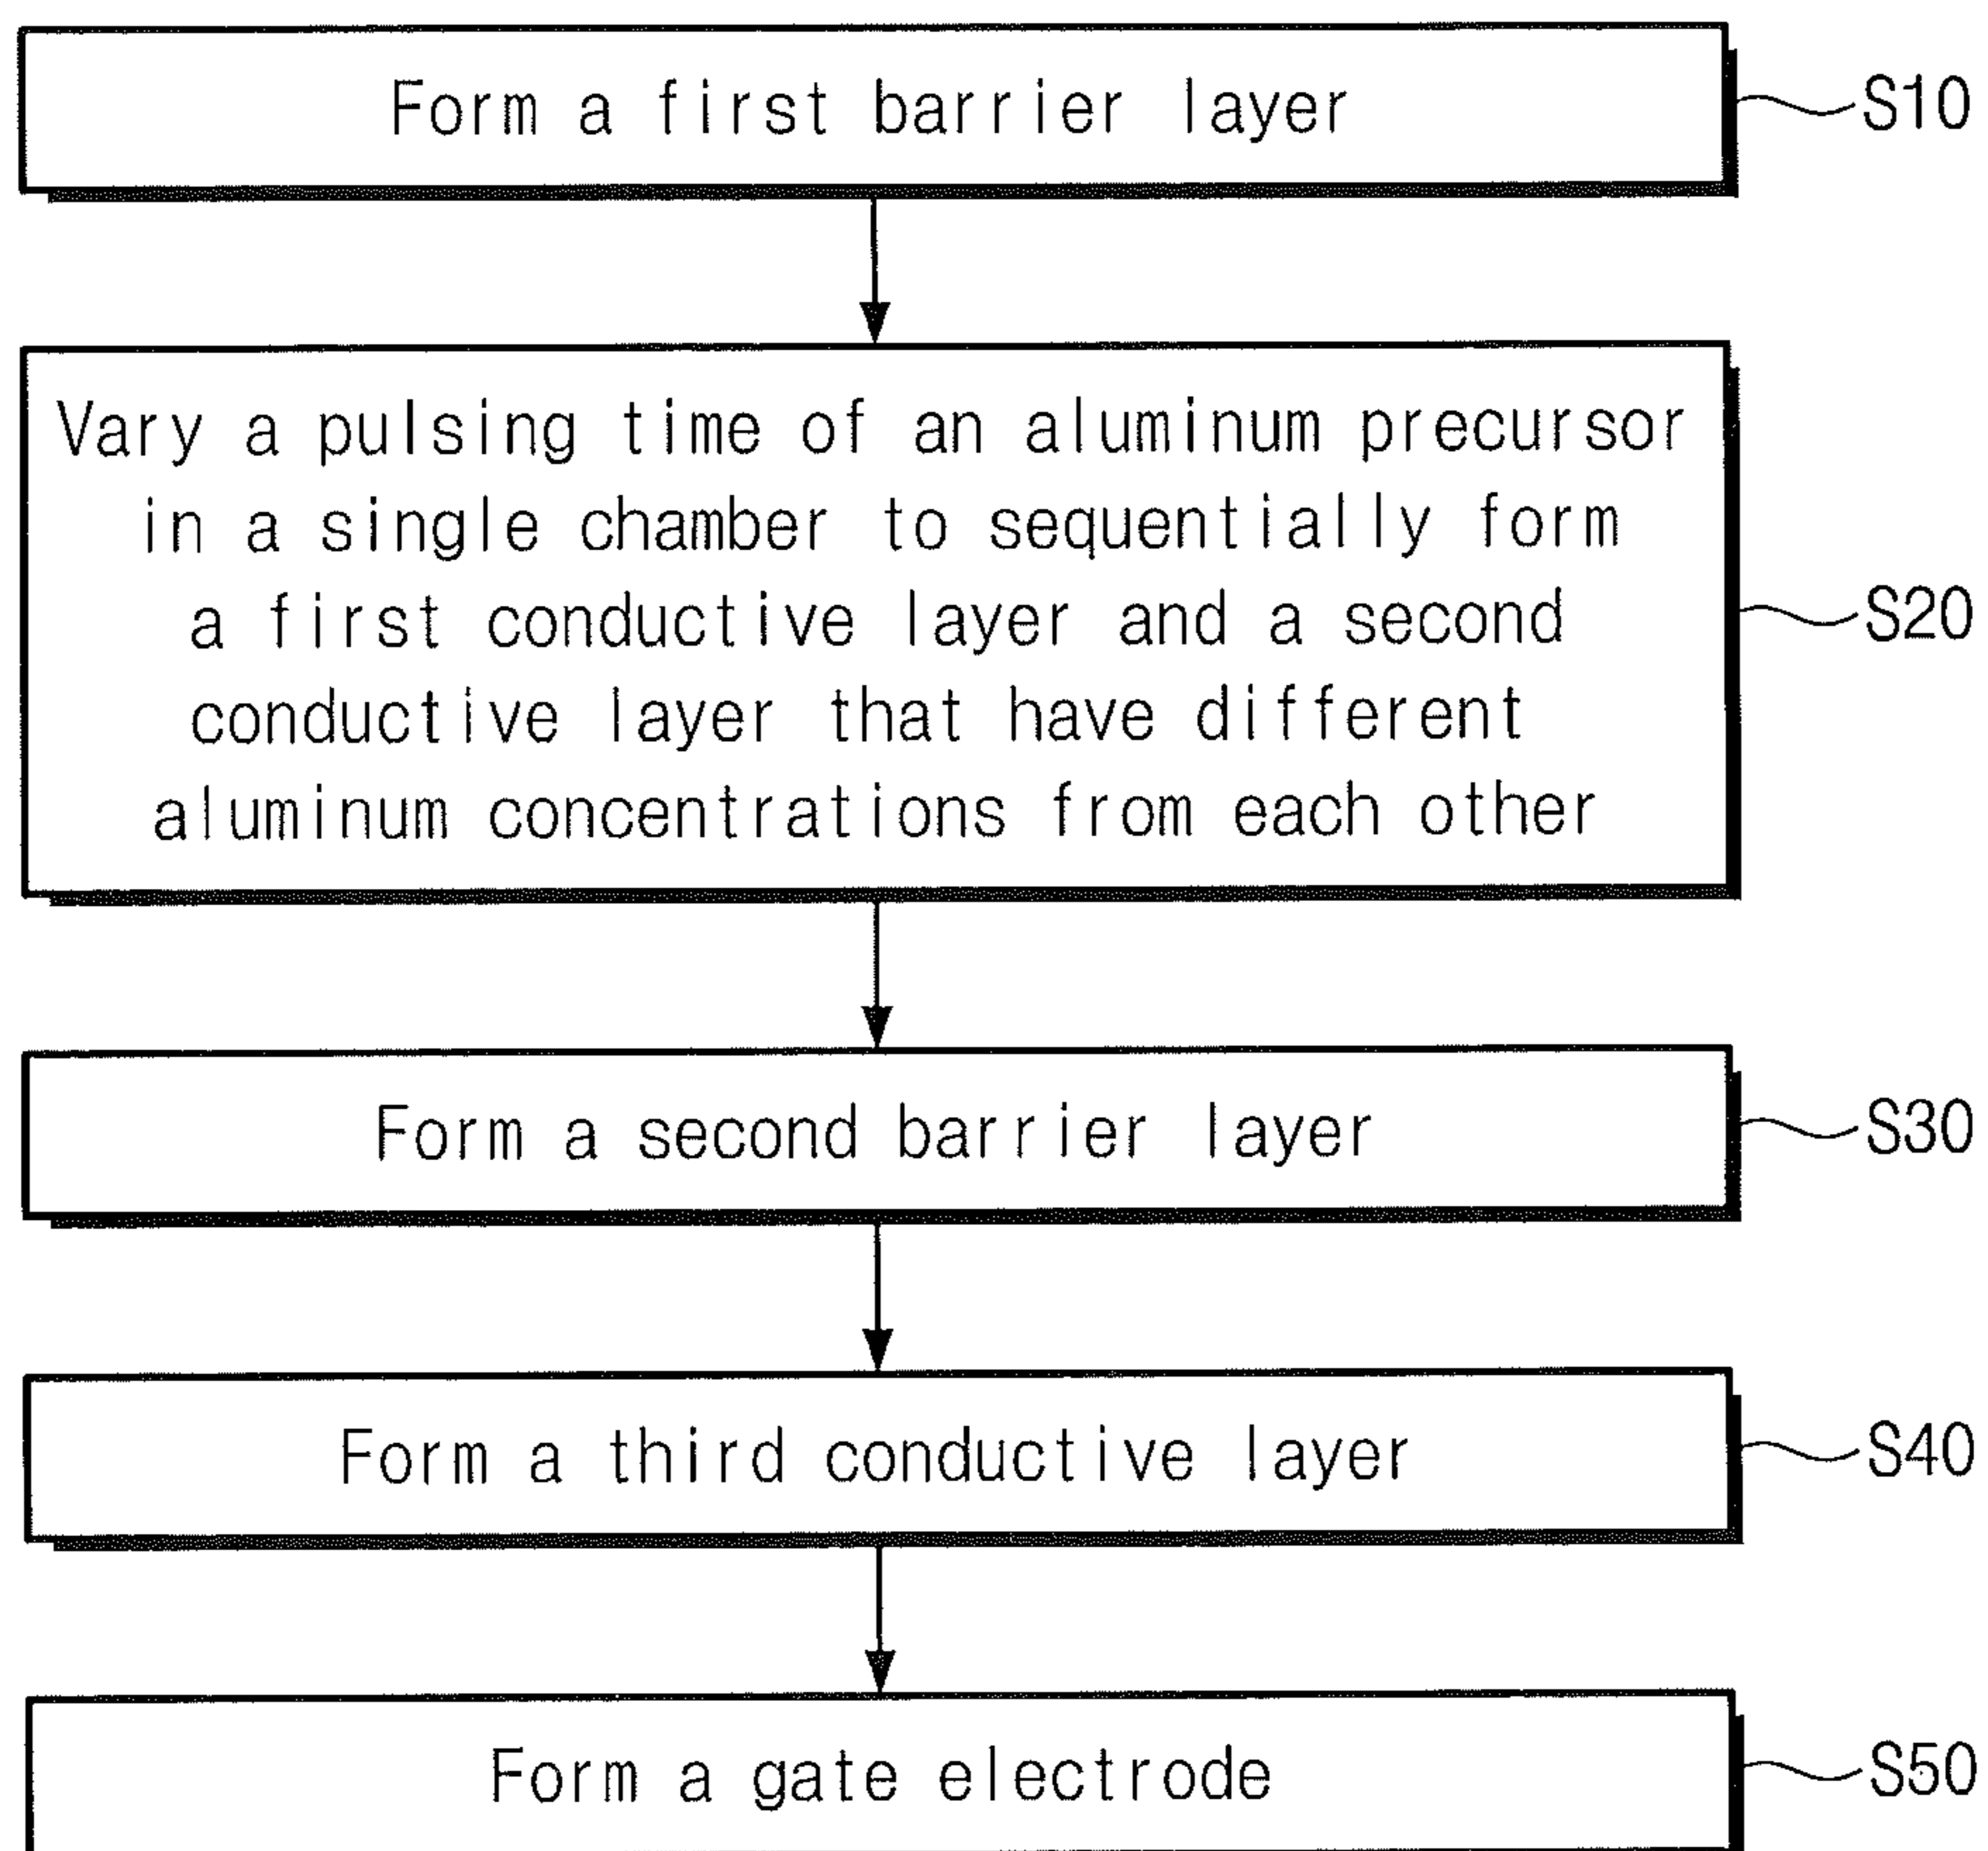 Form a first barrier layer
S10
Vary a pulsing time of an aluminum precursor
in a single chamber to sequentially form
a first conductive layer and a second
conductive layer that have different
aluminum concentrations from each other
S20
Form a second barrier layer
S30
Form a third conductive layer
S40
Form a gate electrode
S50